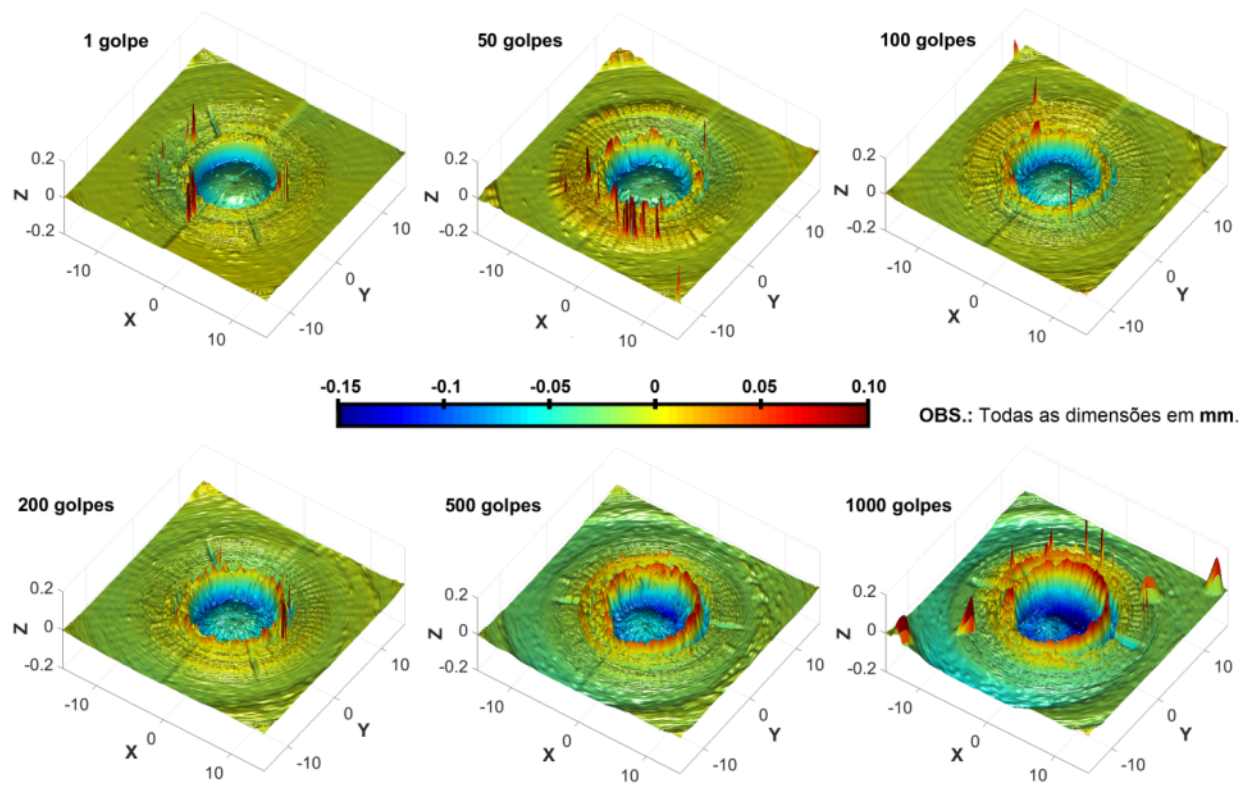 1 golpe
50 golpes
100 golpes
0.2
0
-0.2
Z
-10
0
10
X
-10
0
10
Y
0.2
0
-0.2
Z
-10
0
10
X
-10
0
10
Y
0.2
0
-0.2
Z
-10
0
10
X
-10
0
10
Y
-0.15 -0.1 -0.05 0 0.05 0.10
OBS.: Todas as dimensões em mm.
200 golpes
500 golpes
1000 golpes
0.2
0
-0.2
Z
-10
0
10
X
-10
0
10
Y
0.2
0
-0.2
Z
-10
0
10
X
-10
0
10
Y
0.2
0
-0.2
Z
-10
0
10
X
-10
0
10
Y